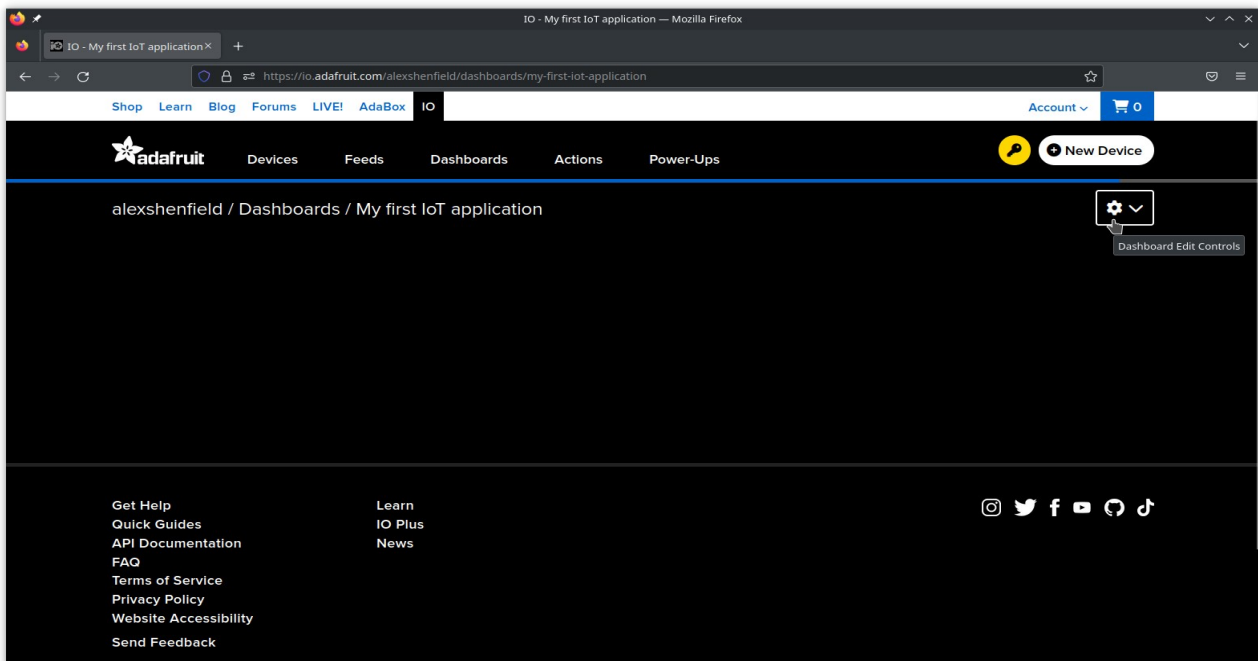 IO - My first IoT application — Mozilla Firefox
IO - My first IoT application
https://io.adafruit.com/alexshenfield/dashboards/my-first-iot-application
Shop Learn Blog Forums LIVE! AdaBox IO Account 0
adafruit Devices Feeds Dashboards Actions Power-Ups New Device
alexshenfield / Dashboards / My first IoT application
Dashboard Edit Controls
Get Help Learn
Quick Guides IO Plus
API Documentation News
FAQ
Terms of Service
Privacy Policy
Website Accessibility
Send Feedback